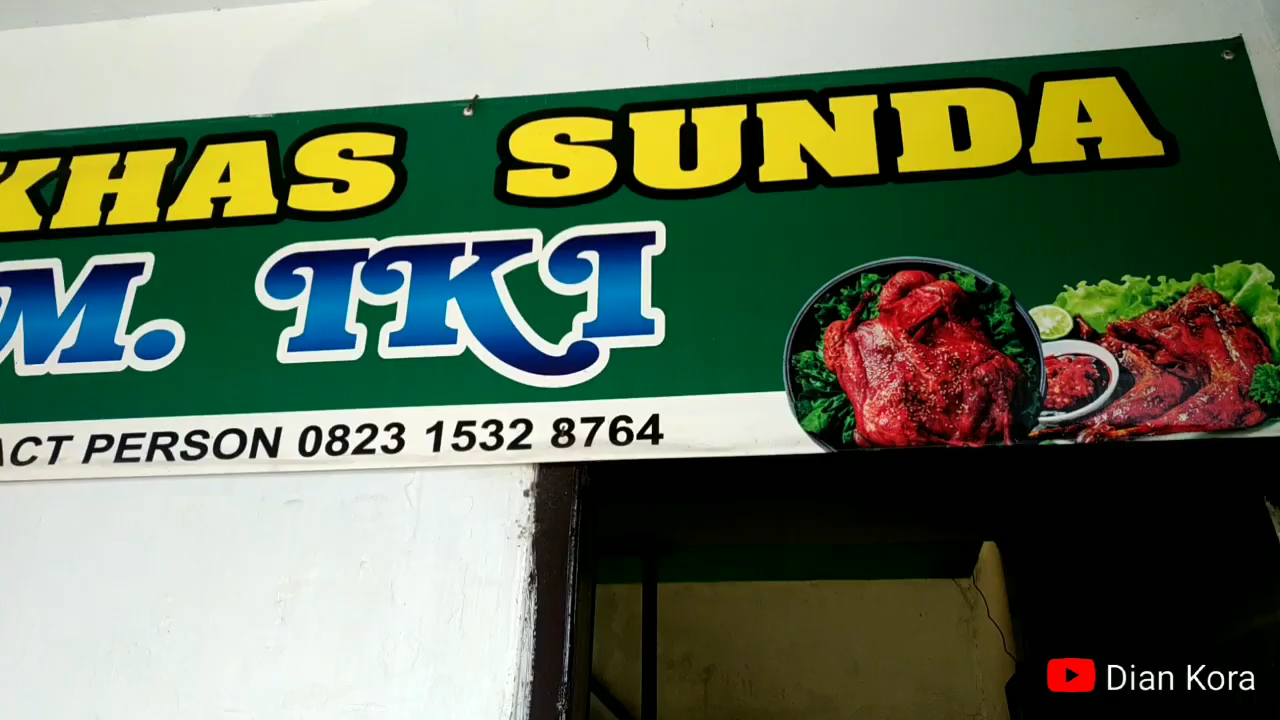 KHAS SUNDA
M. IKI
ACT PERSON 0823 1532 8764
Dian Kora